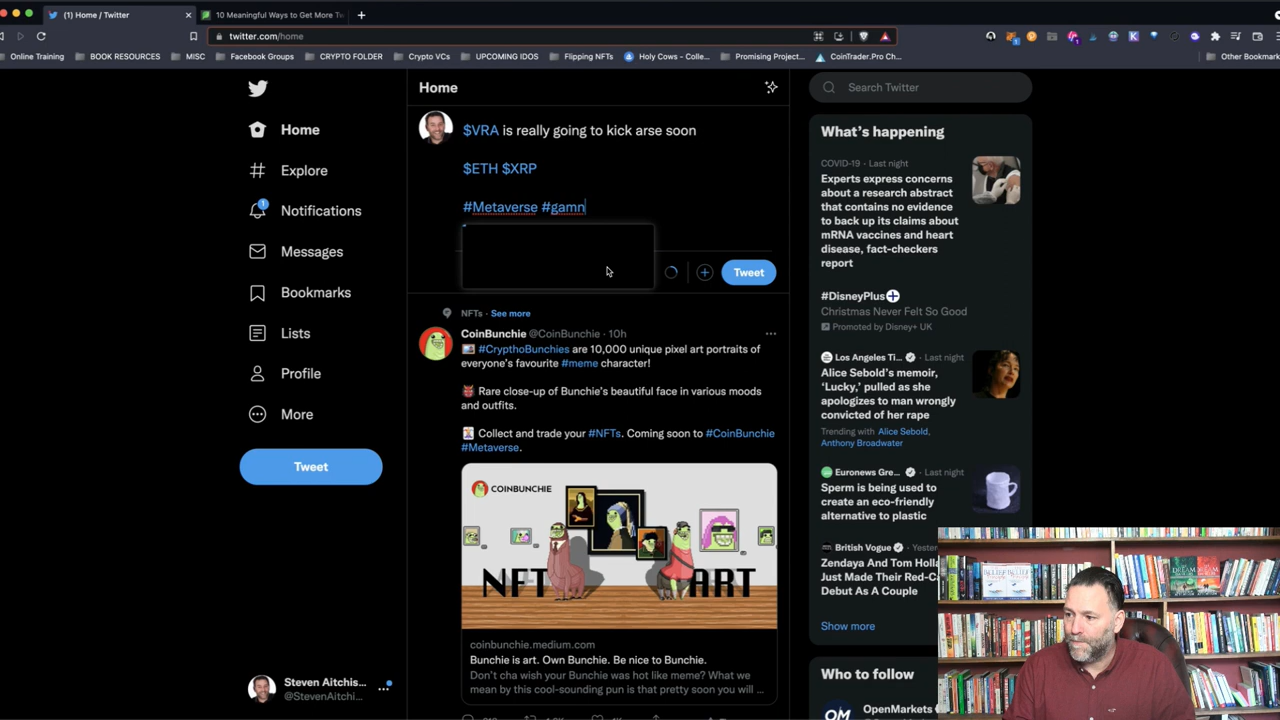 (1) Home / Twitter
10 Meaningful Ways to Get More Tw
twitter.com/home
Online Training
BOOK RESOURCES
MISC
Facebook Groups
CRYPTO FOLDER
Crypto VCs
UPCOMING IDOS
Flipping NFTs
Holy Cows - Colle...
Promising Projec...
CoinTrader.Pro Ch...
Other Bookmark
Home
Explore
Notifications
1
Messages
Bookmarks
Lists
Profile
More
Tweet
Steven Aitchis...
@StevenAitchi...
Home
$VRA is really going to kick arse soon
$ETH $XRP
#Metaverse #gamn
Tweet
NFTs · See more
CoinBunchie @CoinBunchie · 10h
#CrypthoBunchies are 10,000 unique pixel art portraits of
everyone's favourite #meme character!
Rare close-up of Bunchie's beautiful face in various moods
and outfits.
Collect and trade your #NFTs. Coming soon to #CoinBunchie
#Metaverse.
COINBUNCHIE
NFT ART
coinbunchie.medium.com
Bunchie is art. Own Bunchie. Be nice to Bunchie.
Don't cha wish your Bunchie was hot like meme? What we
mean by this cool-sounding pun is that pretty soon you will ...
Search Twitter
What's happening
COVID-19 · Last night
Experts express concerns
about a research abstract
that contains no evidence
to back up its claims about
mRNA vaccines and heart
disease, fact-checkers
report
#DisneyPlus
Christmas Never Felt So Good
Promoted by Disney+ UK
Los Angeles Ti... · Last night
Alice Sebold's memoir,
'Lucky,' pulled as she
apologizes to man wrongly
convicted of her rape
Trending with Alice Sebold,
Anthony Broadwater
Euronews Gre... · Last night
Sperm is being used to
create an eco-friendly
alternative to plastic
British Vogue · Yester
Zendaya And Tom Holla
Just Made Their Red-Ca
Debut As A Couple
Show more
Who to follow
OM
OpenMarkets
DREAM